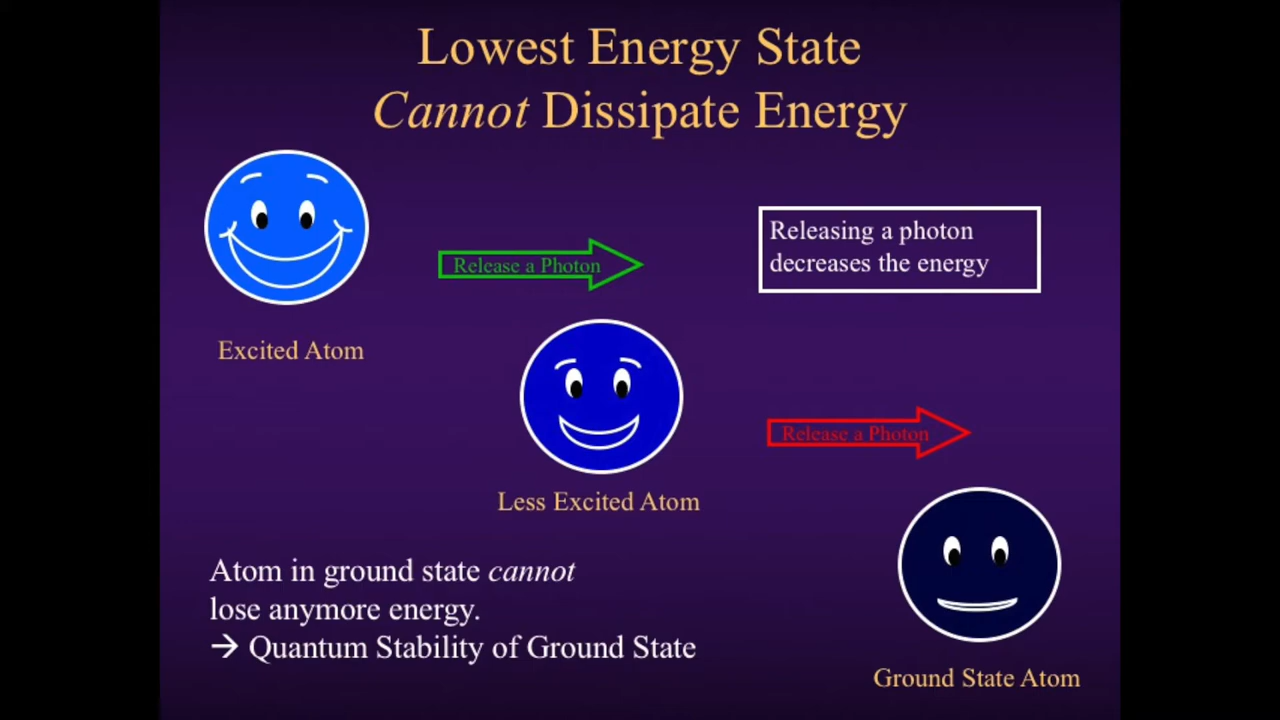 Lowest Energy State
Cannot Dissipate Energy
Releasing a photon
decreases the energy
Release a Photon
Excited Atom
Release a Photon
Less Excited Atom
Atom in ground state cannot
lose anymore energy.
→ Quantum Stability of Ground State
Ground State Atom